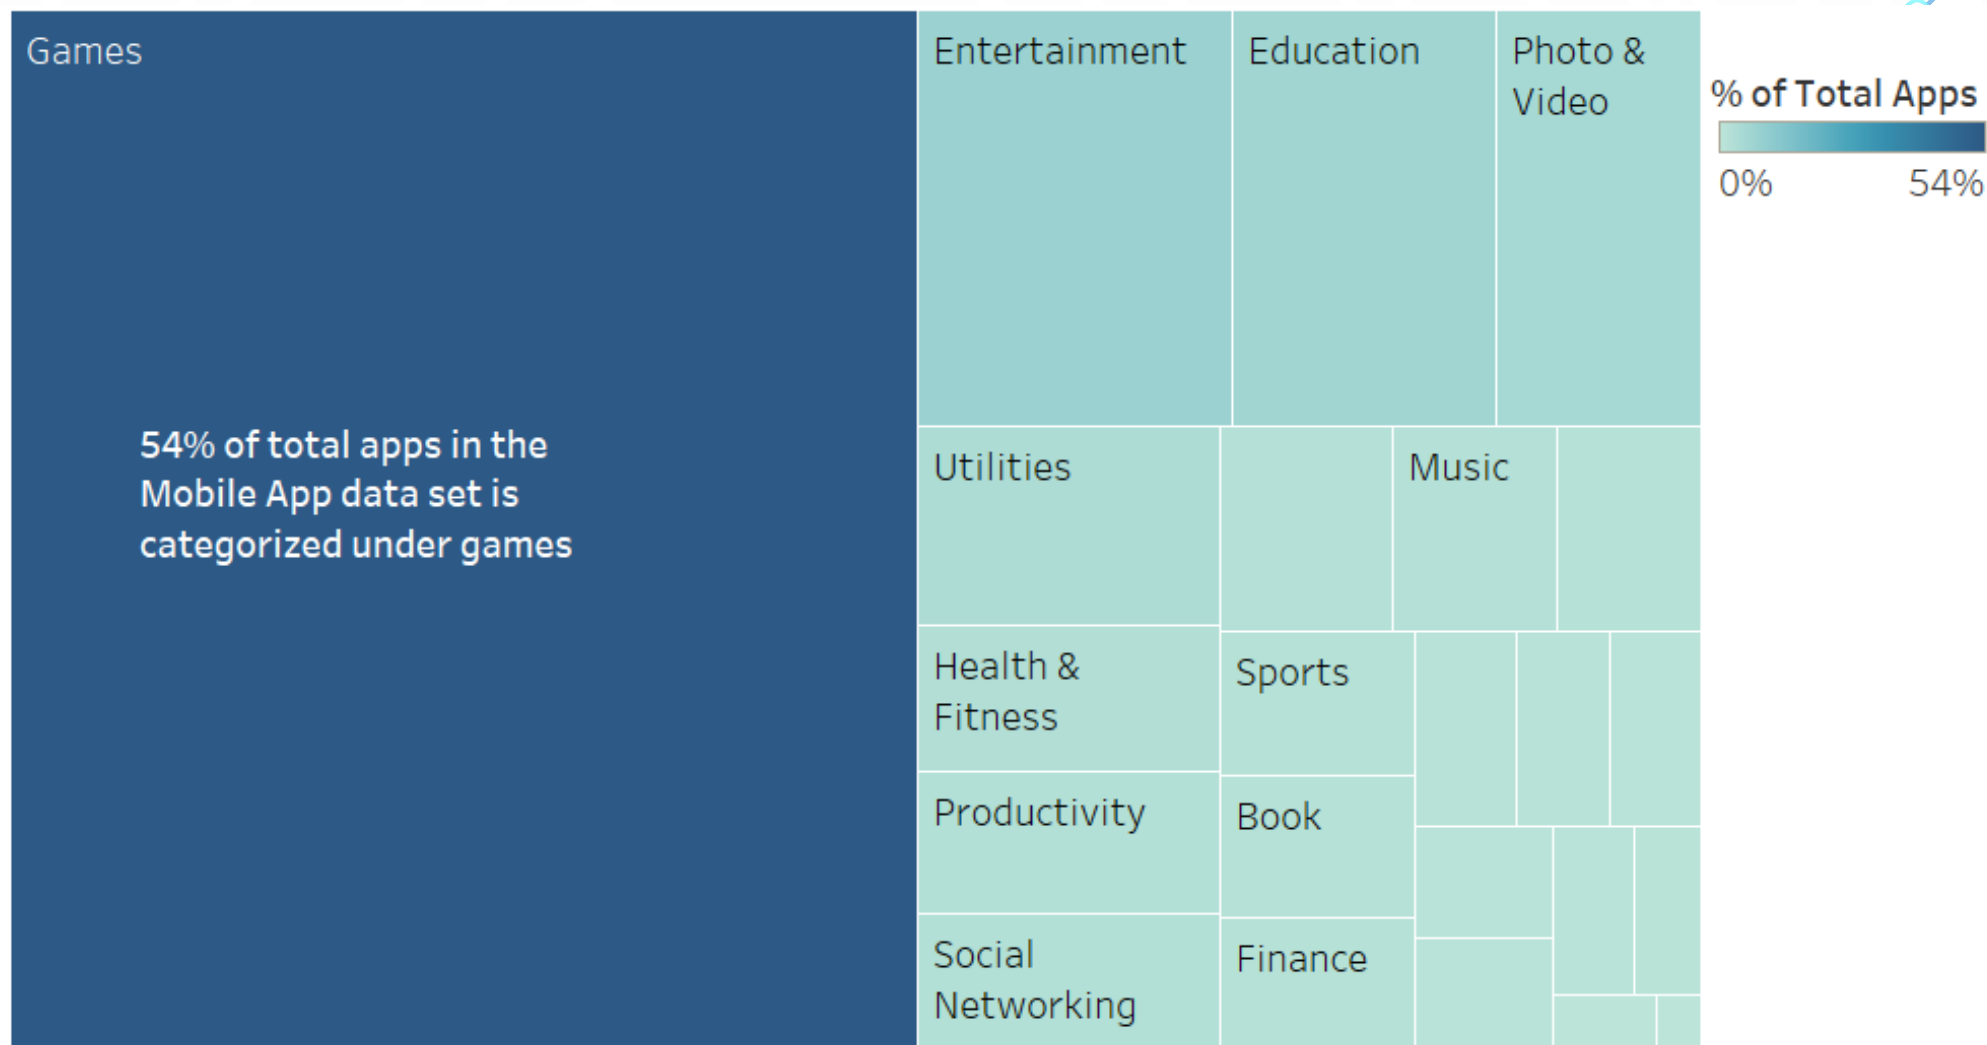 Games
54% of total apps in the
Mobile App data set is
categorized under games
Entertainment
Education
Photo &
Video
Utilities
Music
Health &
Fitness
Sports
Productivity
Book
Social
Networking
Finance
% of Total Apps
0%
54%